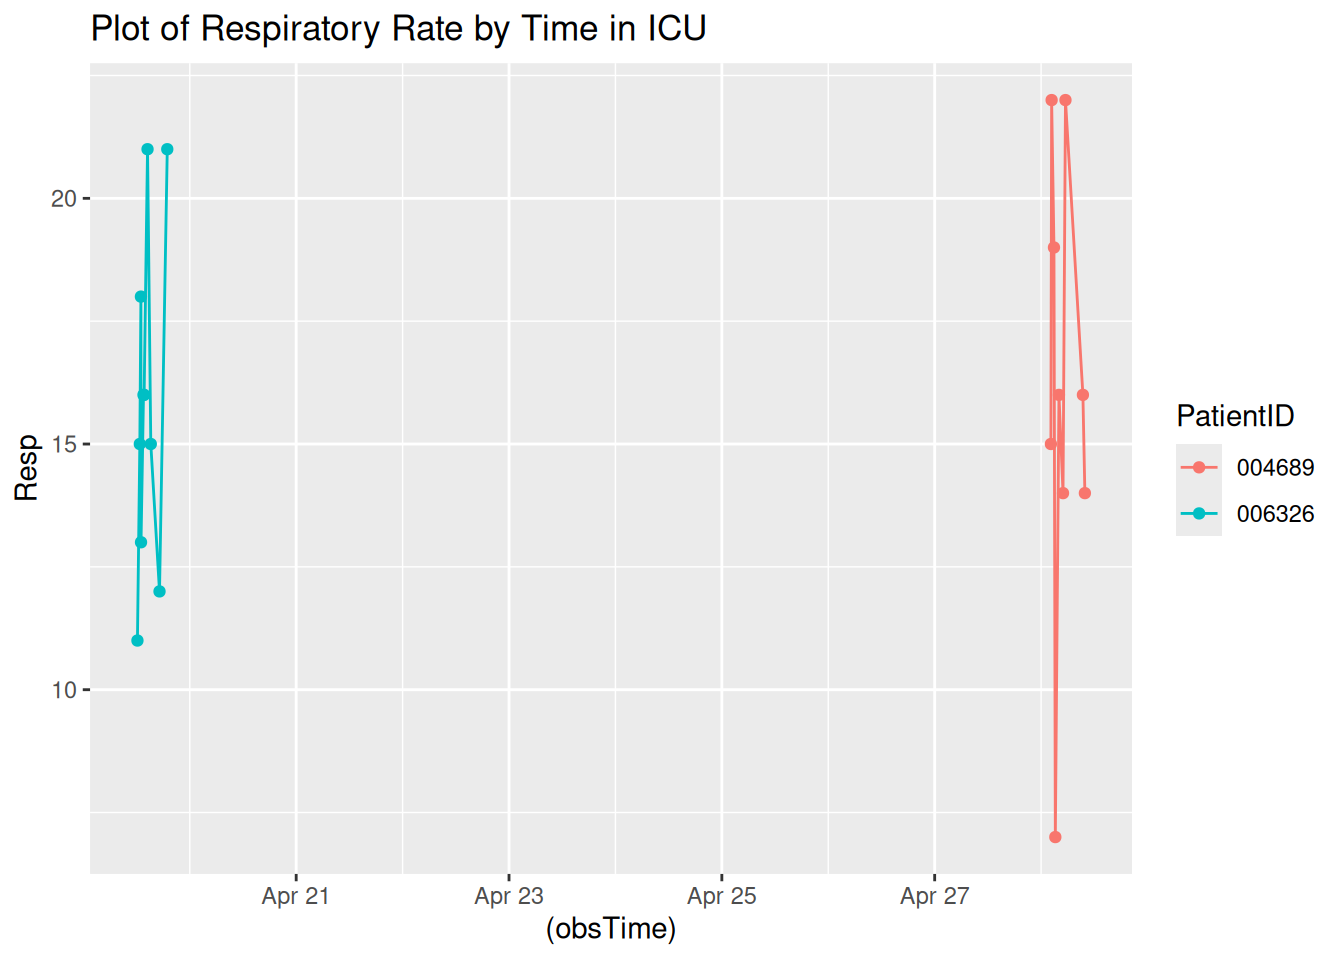 Plot of Respiratory Rate by Time in ICU
Resp
20
15
10
Apr 21 Apr 23 Apr 25 Apr 27
(obsTime)
PatientID
004689
006326